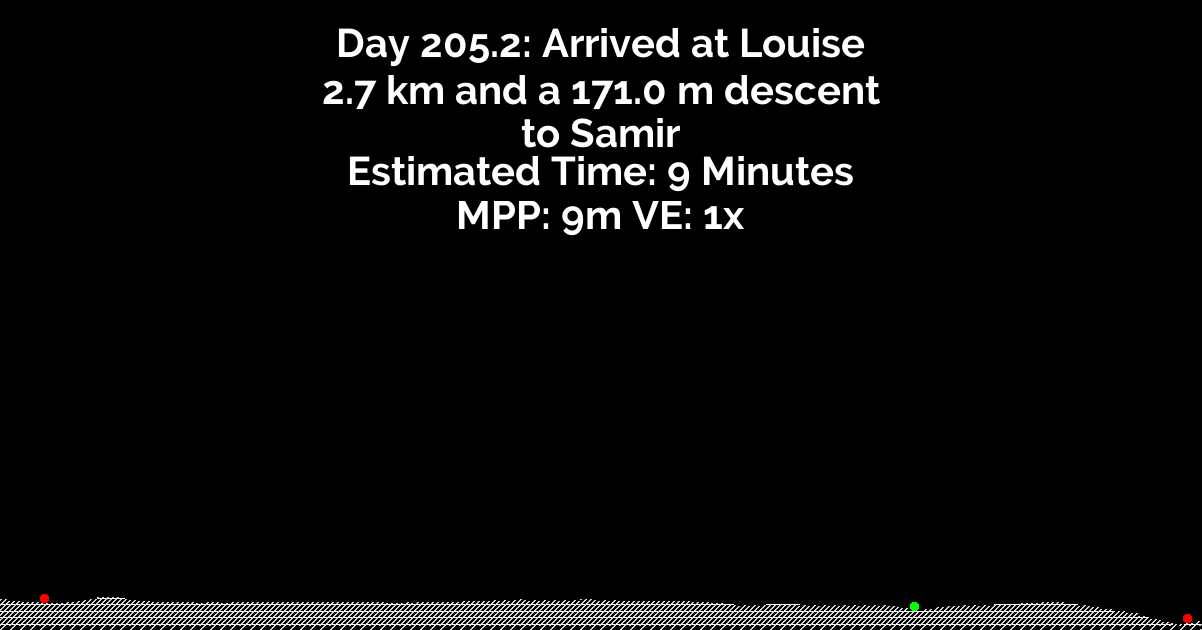 Day 205.2: Arrived at Louise
2.7 km and a 171.0 m descent
to Samir
Estimated Time: 9 Minutes
MPP: 9m VE: 1x